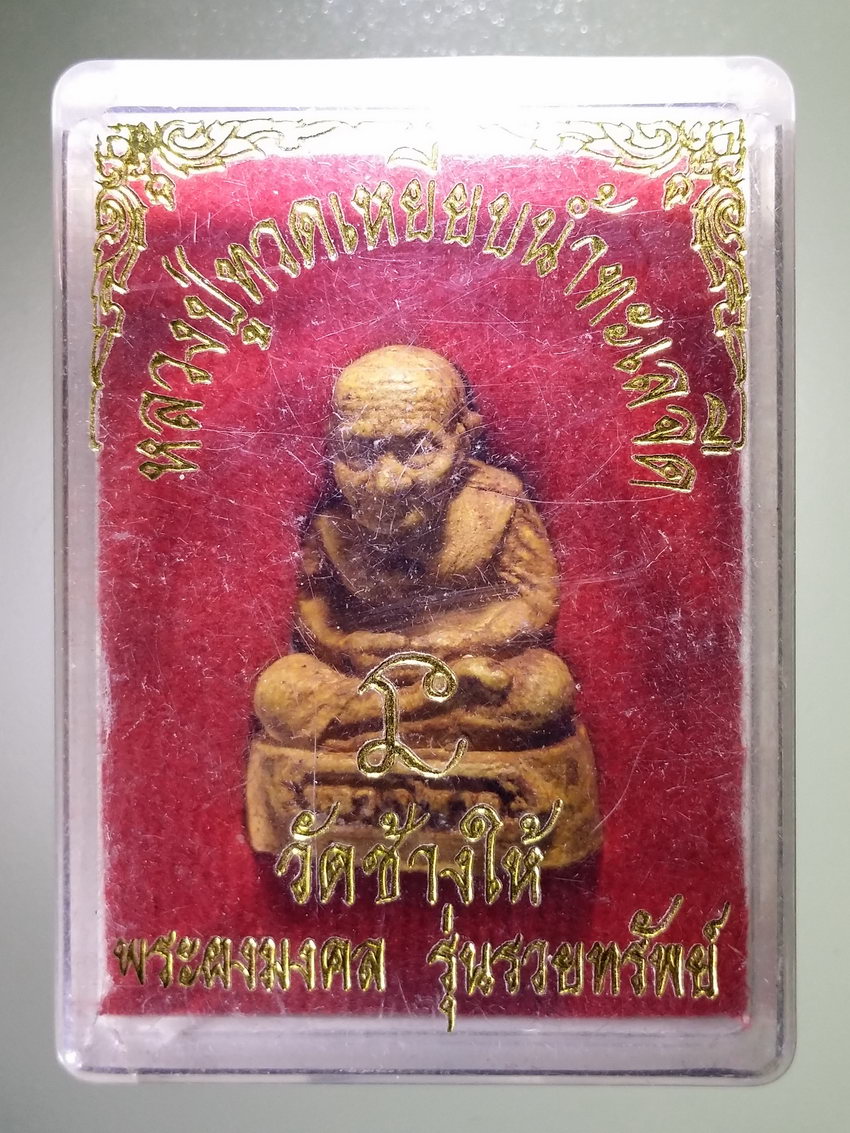 หลวงปู่ทวดเหยียบน้ำทะเลจืด
วัดช้างให้
พระผงมงคล รุ่นรวยทรัพย์